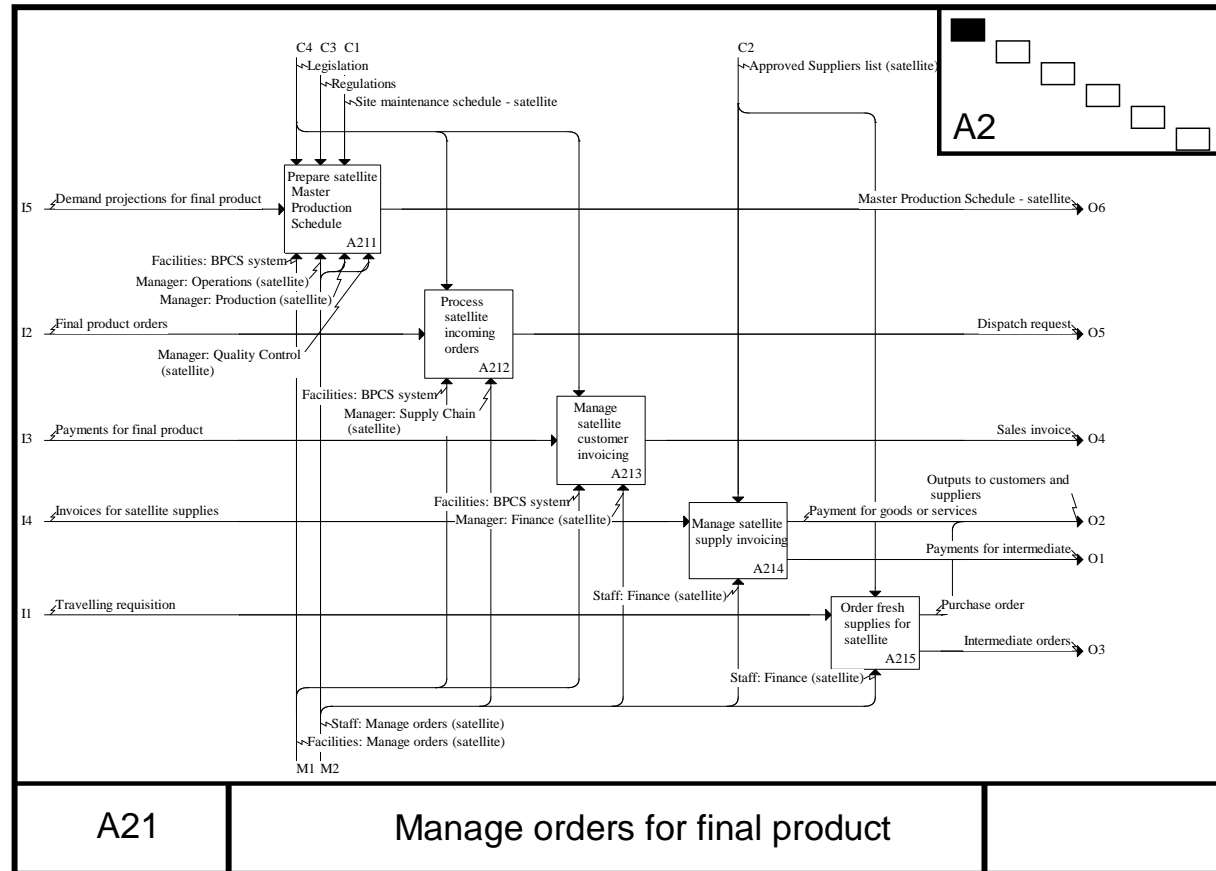 C4 C3 C1
C2
Legislation
Approved Suppliers list (satellite)
Regulations
Site maintenance schedule - satellite
A2
Prepare satellite
Master
Production
Schedule
A211
I5
Demand projections for final product
Master Production Schedule - satellite
O6
Facilities: BPCS system
Manager: Operations (satellite)
Manager: Production (satellite)
Process
satellite
incoming
orders
A212
I2
Final product orders
Dispatch request
O5
Manager: Quality Control
(satellite)
Facilities: BPCS system
Manager: Supply Chain
(satellite)
Manage
satellite
customer
invoicing
A213
I3
Payments for final product
Sales invoice
O4
Facilities: BPCS system
Manager: Finance (satellite)
Outputs to customers and
suppliers
I4
Invoices for satellite supplies
Manage satellite
supply invoicing
A214
Payment for goods or services
O2
Payments for intermediate
O1
Staff: Finance (satellite)
I1
Travelling requisition
Order fresh
supplies for
satellite
A215
Purchase order
Intermediate orders
O3
Staff: Finance (satellite)
Staff: Manage orders (satellite)
Facilities: Manage orders (satellite)
M1 M2
A21
Manage orders for final product